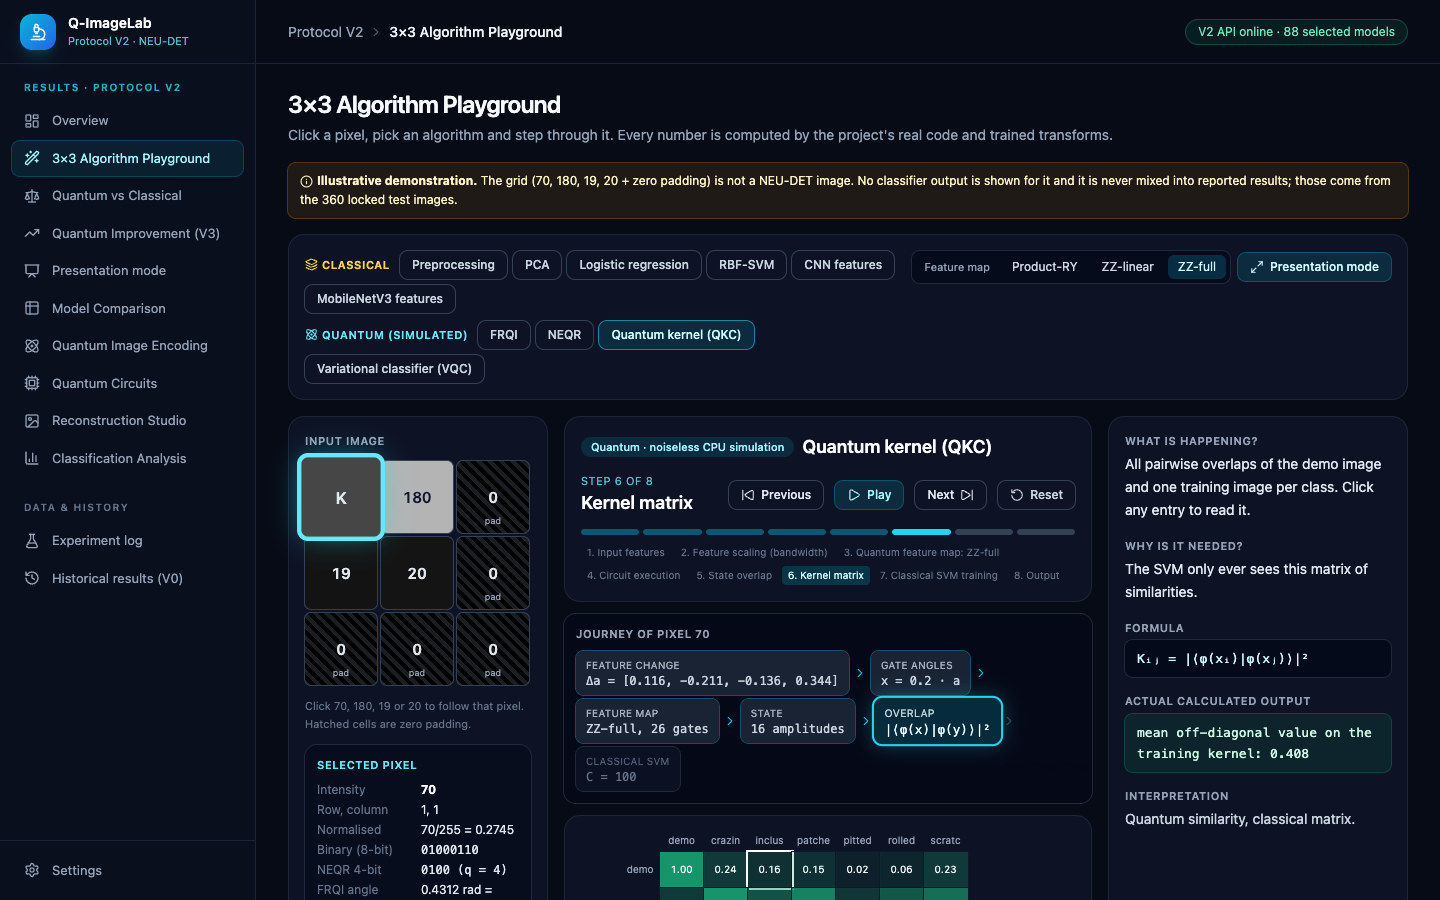 Q-ImageLab
Protocol V2 · NEU-DET
RESULTS · PROTOCOL V2
Overview
3×3 Algorithm Playground
Quantum vs Classical
Quantum Improvement (V3)
Presentation mode
Model Comparison
Quantum Image Encoding
Quantum Circuits
Reconstruction Studio
Classification Analysis
DATA & HISTORY
Experiment log
Historical results (V0)
Settings
Protocol V2 > 3×3 Algorithm Playground
V2 API online · 88 selected models
3×3 Algorithm Playground
Click a pixel, pick an algorithm and step through it. Every number is computed by the project's real code and trained transforms.
Illustrative demonstration. The grid (70, 180, 19, 20 + zero padding) is not a NEU-DET image. No classifier output is shown for it and it is never mixed into reported results; those come from
the 360 locked test images.
CLASSICAL Preprocessing PCA Logistic regression RBF-SVM CNN features
MobileNetV3 features
Feature map Product-RY ZZ-linear ZZ-full
Presentation mode
QUANTUM (SIMULATED) FRQI NEQR Quantum kernel (QKC)
Variational classifier (VQC)
INPUT IMAGE
K 180 0
pad
19 20 0
pad
0 0 0
pad pad pad
Click 70, 180, 19 or 20 to follow that pixel.
Hatched cells are zero padding.
SELECTED PIXEL
Intensity 70
Row, column 1, 1
Normalised 70/255 = 0.2745
Binary (8-bit) 01000110
NEQR 4-bit 0100 (q = 4)
FRQI angle 0.4312 rad =
Quantum · noiseless CPU simulation
Quantum kernel (QKC)
STEP 6 OF 8
Kernel matrix
Previous Play Next Reset
1. Input features 2. Feature scaling (bandwidth) 3. Quantum feature map: ZZ-full
4. Circuit execution 5. State overlap 6. Kernel matrix 7. Classical SVM training 8. Output
JOURNEY OF PIXEL 70
FEATURE CHANGE
Δa = [0.116, −0.211, −0.136, 0.344]
GATE ANGLES
x = 0.2 · a
FEATURE MAP
ZZ-full, 26 gates
STATE
16 amplitudes
OVERLAP
|⟨φ(x)|φ(y)⟩|²
CLASSICAL SVM
C = 100
demo crazin inclus patche pitted rolled scratc
demo 1.00 0.24 0.16 0.15 0.02 0.06 0.23
WHAT IS HAPPENING?
All pairwise overlaps of the demo image
and one training image per class. Click
any entry to read it.
WHY IS IT NEEDED?
The SVM only ever sees this matrix of
similarities.
FORMULA
Kᵢⱼ = |⟨φ(xᵢ)|φ(xⱼ)⟩|²
ACTUAL CALCULATED OUTPUT
mean off-diagonal value on the
training kernel: 0.408
INTERPRETATION
Quantum similarity, classical matrix.